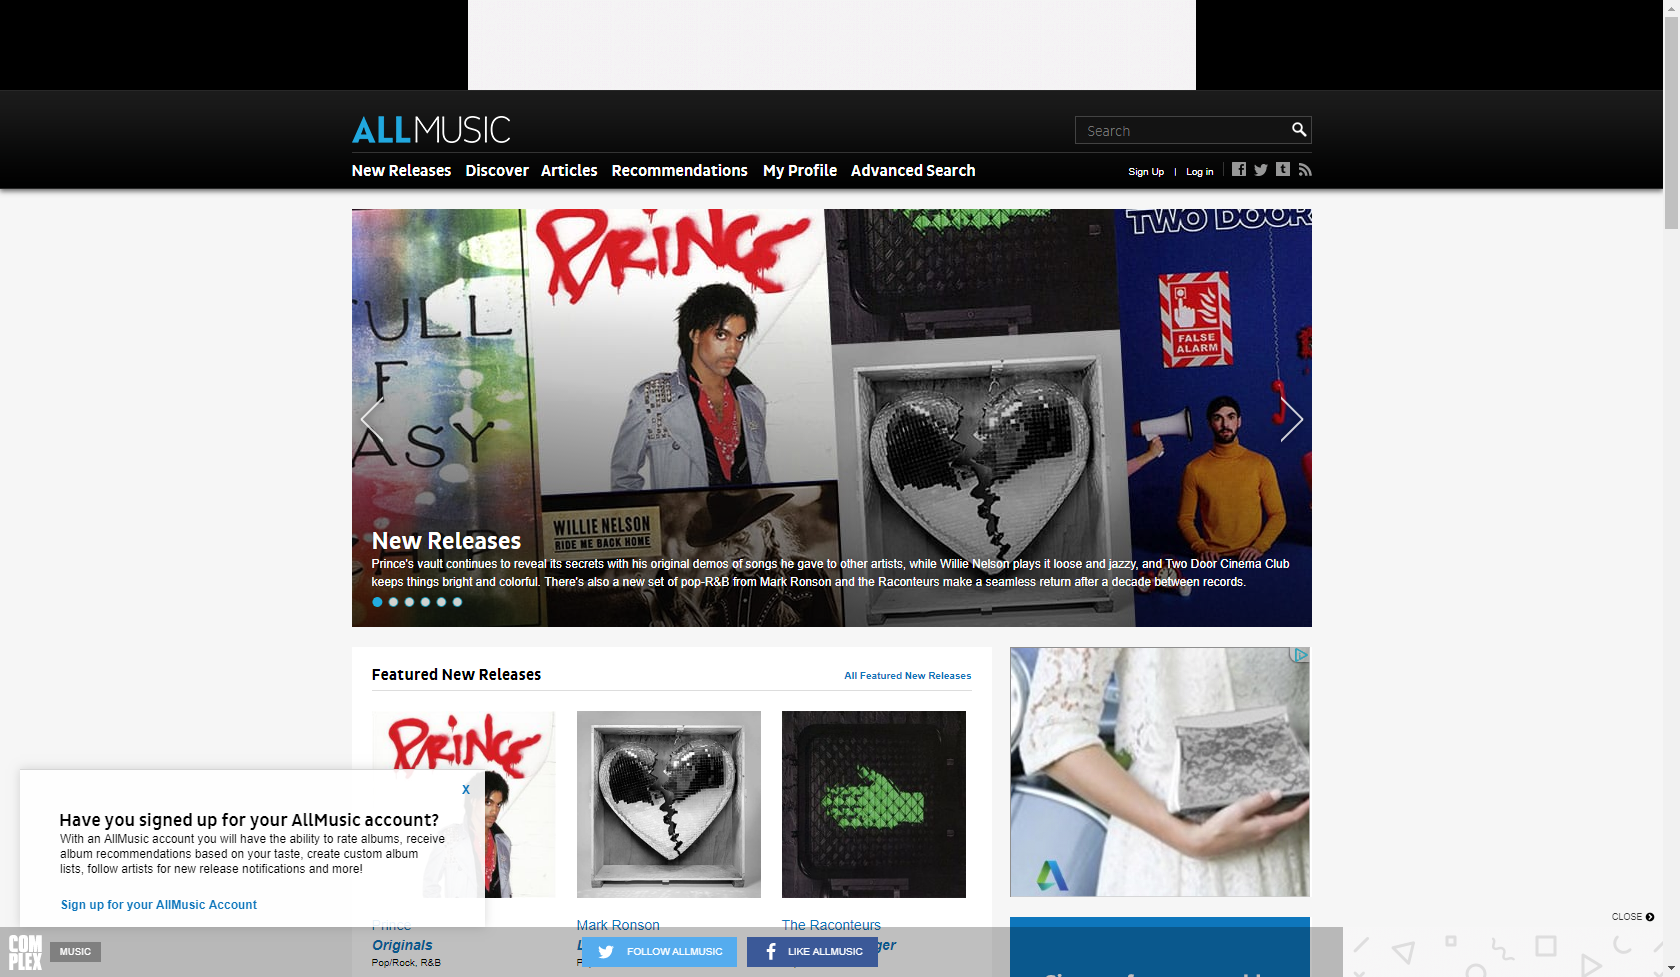 ALLMUSIC
Search
New Releases Discover Articles Recommendations My Profile Advanced Search
Sign Up | Log in
PRINCE
TWO DOOR
FALSE
ALARM
ULL
F
ASY
WILLIE NELSON
RIDE ME BACK HOME
New Releases
Prince's vault continues to reveal its secrets with his original demos of songs he gave to other artists, while Willie Nelson plays it loose and jazzy, and Two Door Cinema Club
keeps things bright and colorful. There's also a new set of pop-R&B from Mark Ronson and the Raconteurs make a seamless return after a decade between records.
Featured New Releases
All Featured New Releases
PRINCE
X
Have you signed up for your AllMusic account?
With an AllMusic account you will have the ability to rate albums, receive
album recommendations based on your taste, create custom album
lists, follow artists for new release notifications and more!
Sign up for your AllMusic Account
Prince
Originals
Pop/Rock, R&B
Mark Ronson
The Raconteurs
CLOSE
COMPLEX
MUSIC
FOLLOW ALLMUSIC
LIKE ALLMUSIC